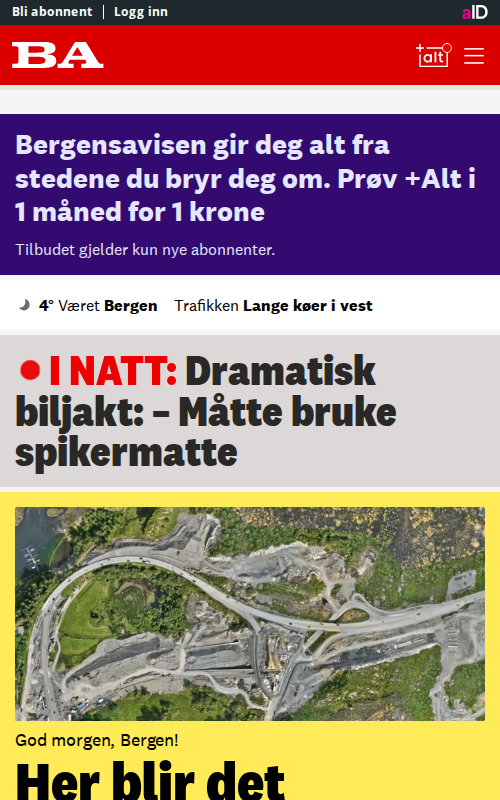 Bli abonnent | Logg inn aID
BA +alt
Bergensavisen gir deg alt fra
stedene du bryr deg om. Prøv +Alt i
1 måned for 1 krone
Tilbudet gjelder kun nye abonnenter.
4° Været Bergen Trafikken Lange køer i vest
I NATT: Dramatisk
biljakt: – Måtte bruke
spikermatte
God morgen, Bergen!
Her blir det